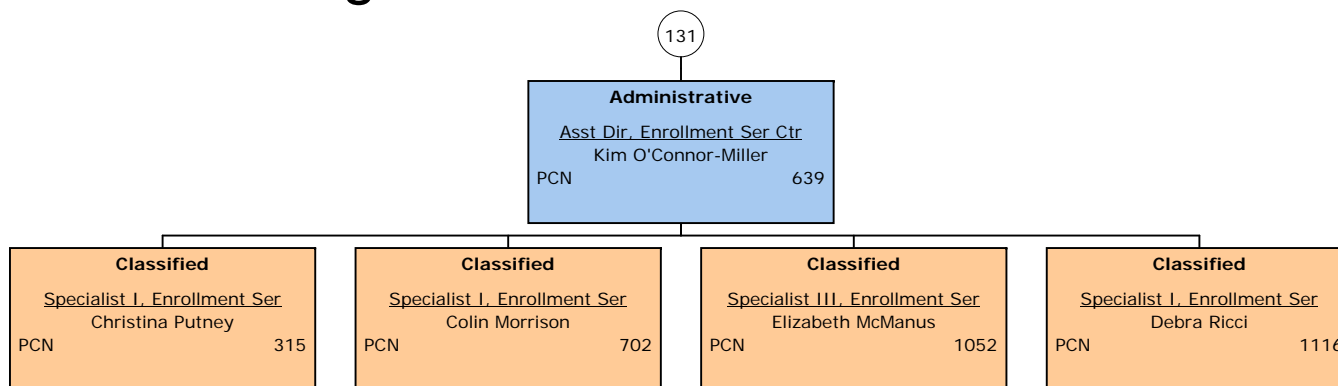 131
Administrative
Asst Dir, Enrollment Ser Ctr
Kim O'Connor-Miller
PCN 639
Classified
Specialist I, Enrollment Ser
Christina Putney
PCN 315
Classified
Specialist I, Enrollment Ser
Colin Morrison
PCN 702
Classified
Specialist III, Enrollment Ser
Elizabeth McManus
PCN 1052
Classified
Specialist I, Enrollment Ser
Debra Ricci
PCN 1116